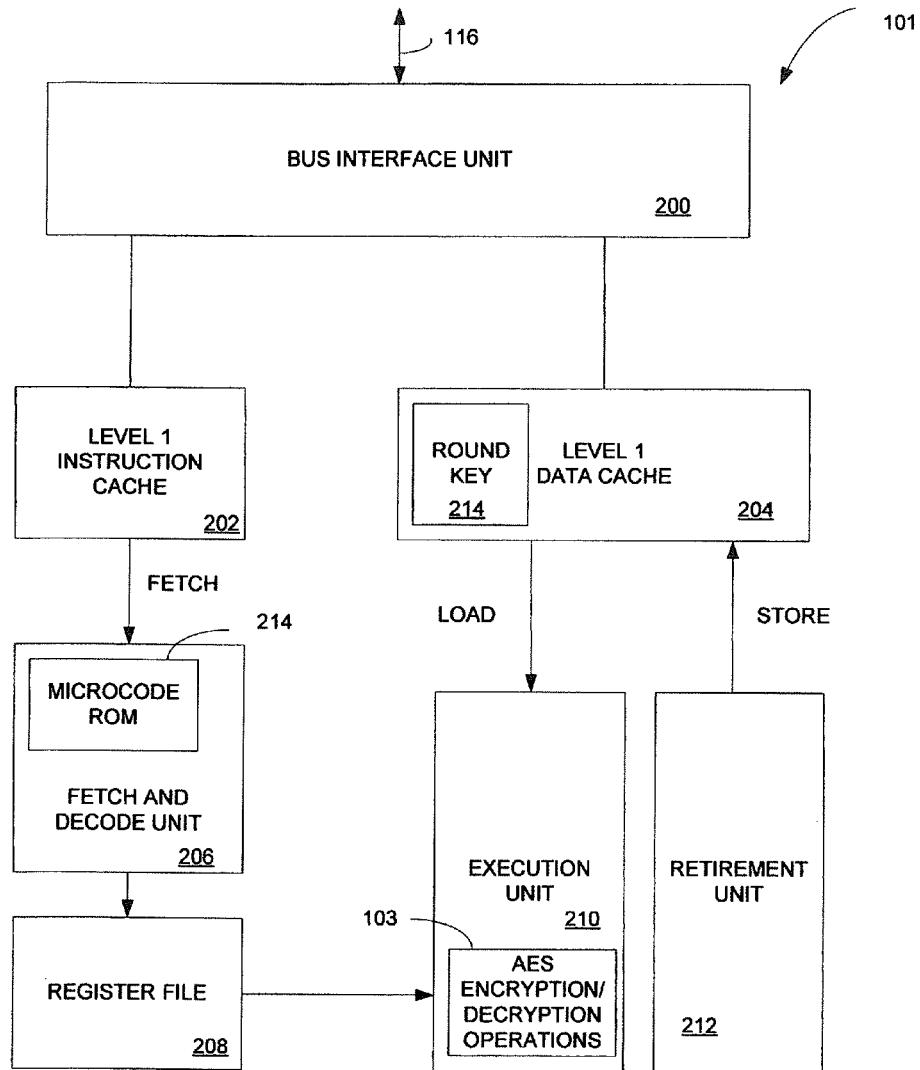 116
101
BUS INTERFACE UNIT
200
LEVEL 1
INSTRUCTION
CACHE
202
ROUND
KEY
214
LEVEL 1
DATA CACHE
204
FETCH
LOAD
STORE
214
MICROCODE
ROM
FETCH AND
DECODE UNIT
206
EXECUTION
UNIT
210
RETIREMENT
UNIT
212
103
AES
ENCRYPTION/
DECRYPTION
OPERATIONS
REGISTER FILE
208